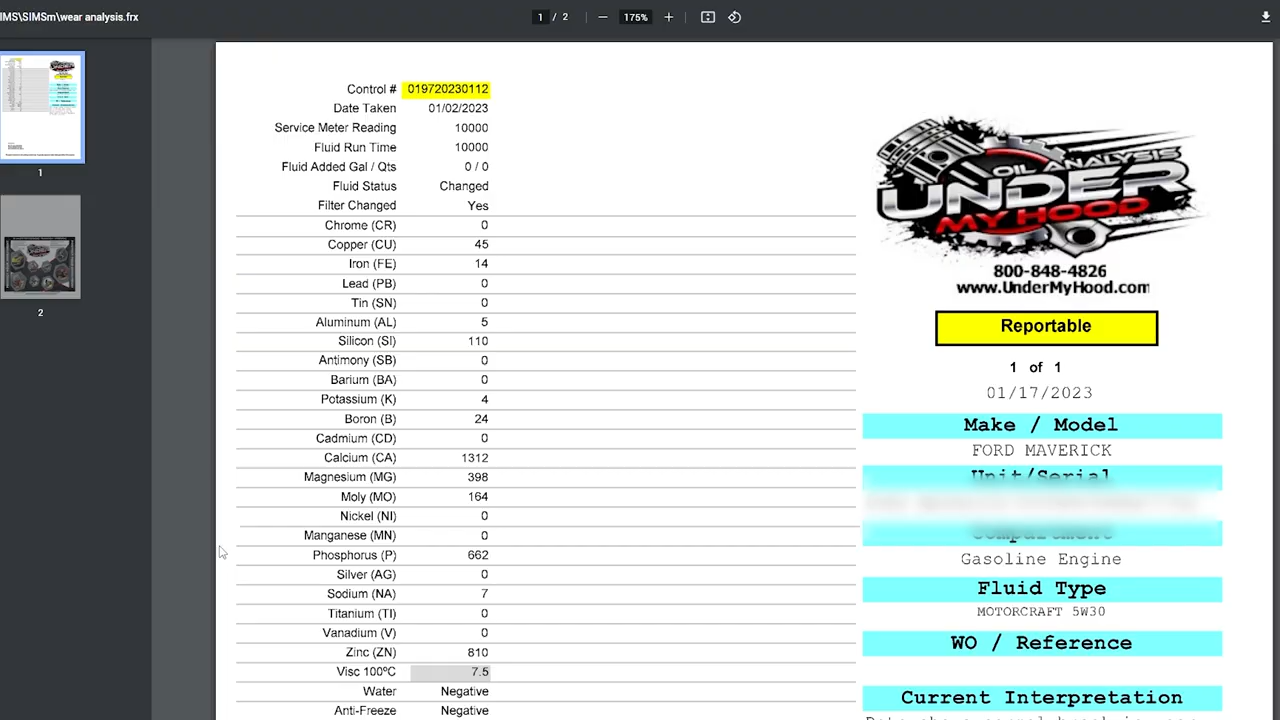 IMS\SIMSm\wear analysis.frx
1 / 2
175%
1
2
Control # 019720230112
Date Taken 01/02/2023
Service Meter Reading 10000
Fluid Run Time 10000
Fluid Added Gal / Qts 0 / 0
Fluid Status Changed
Filter Changed Yes
Chrome (CR) 0
Copper (CU) 45
Iron (FE) 14
Lead (PB) 0
Tin (SN) 0
Aluminum (AL) 5
Silicon (SI) 110
Antimony (SB) 0
Barium (BA) 0
Potassium (K) 4
Boron (B) 24
Cadmium (CD) 0
Calcium (CA) 1312
Magnesium (MG) 398
Moly (MO) 164
Nickel (NI) 0
Manganese (MN) 0
Phosphorus (P) 662
Silver (AG) 0
Sodium (NA) 7
Titanium (TI) 0
Vanadium (V) 0
Zinc (ZN) 810
Visc 100ºC 7.5
Water Negative
Anti-Freeze Negative
OIL ANALYSIS
UNDER
MY HOOD
800-848-4826
www.UnderMyHood.com
Reportable
1 of 1
01/17/2023
Make / Model
FORD MAVERICK
Unit/Serial
Compartment
Gasoline Engine
Fluid Type
MOTORCRAFT 5W30
WO / Reference
Current Interpretation